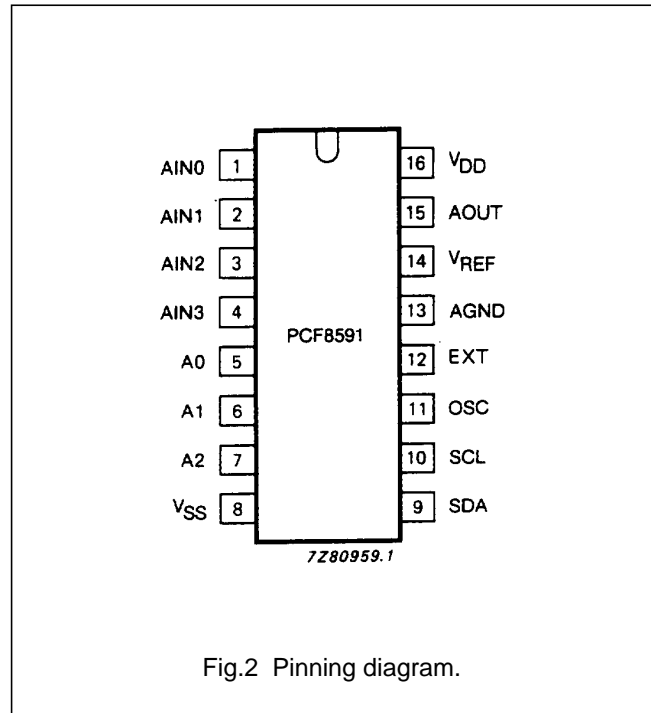 AIN0 1 16 VDD
AIN1 2 15 AOUT
AIN2 3 14 VREF
AIN3 4 13 AGND
PCF8591
A0 5 12 EXT
A1 6 11 OSC
A2 7 10 SCL
VSS 8 9 SDA
7Z80959.1
Fig.2 Pinning diagram.